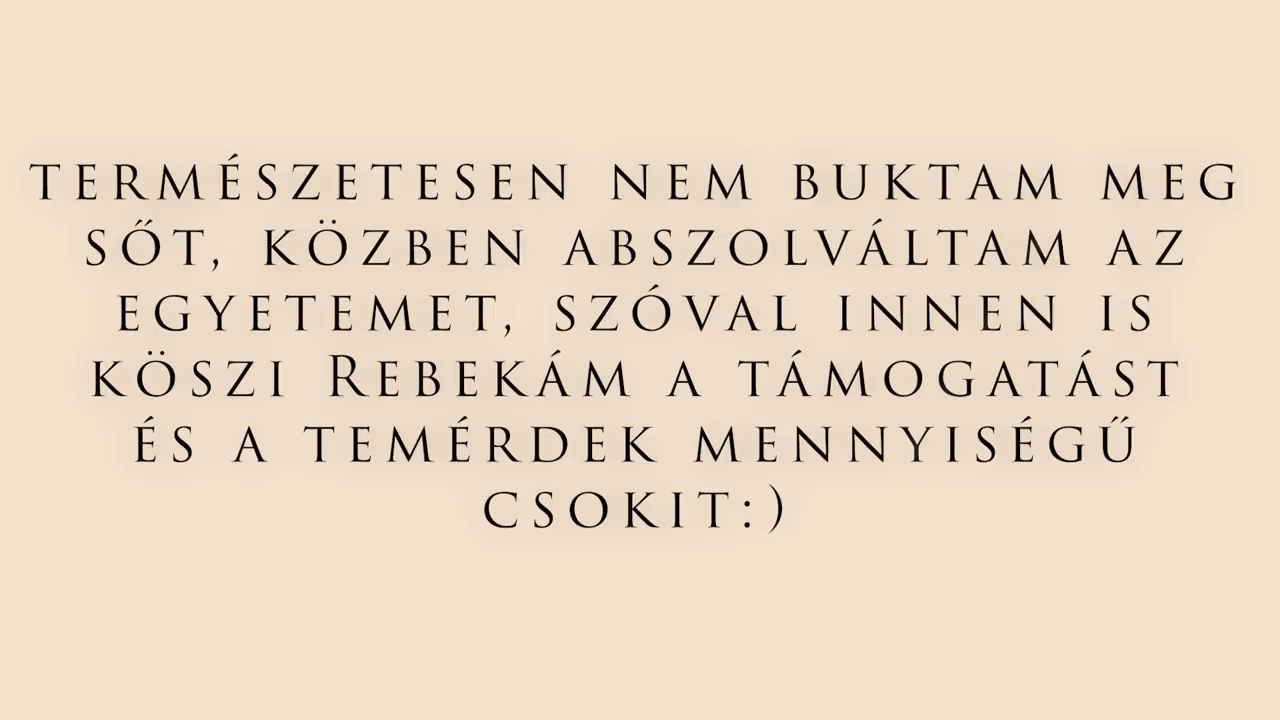 TERMÉSZETESEN NEM BUKTAM MEG
SŐT, KÖZBEN ABSZOLVÁLTAM AZ
EGYETEMET, SZÓVAL INNEN IS
KÖSZI REBEKÁM A TÁMOGATÁST
ÉS A TEMÉRDEK MENNYISÉGŰ
CSOKIT:)